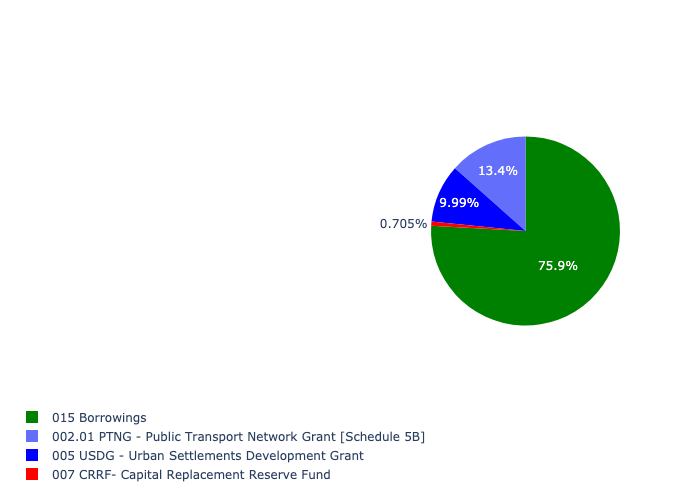 13.4%
9.99%
0.705%
75.9%
015 Borrowings
002.01 PTNG - Public Transport Network Grant [Schedule 5B]
005 USDG - Urban Settlements Development Grant
007 CRRF- Capital Replacement Reserve Fund